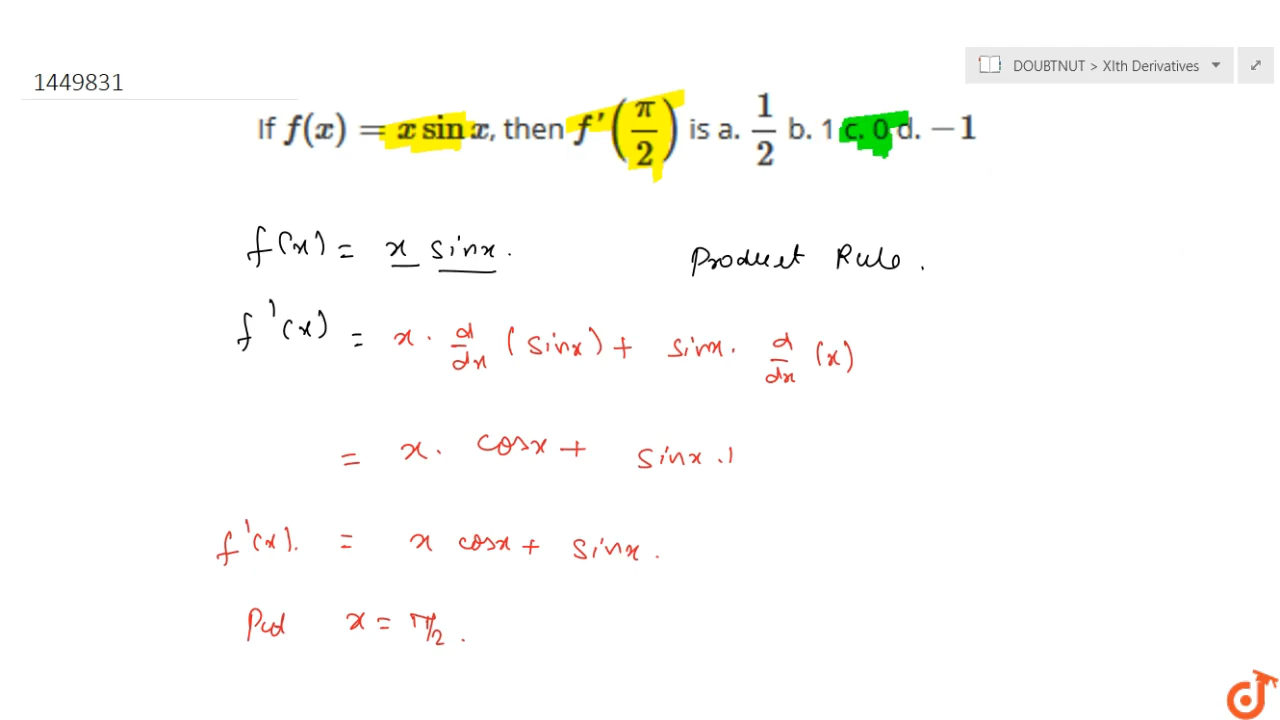 DOUBTNUT > XIth Derivatives
1449831
If f(x) = x sin x, then f'(π/2) is a. 1/2 b. 1 c. 0 d. −1
f(x) = x sinx. Product Rule.
f'(x) = x · d/dx (sinx) + sinx · d/dx (x)
= x · cosx + sinx · 1
f'(x). = x cosx + sinx.
Put x = π/2.